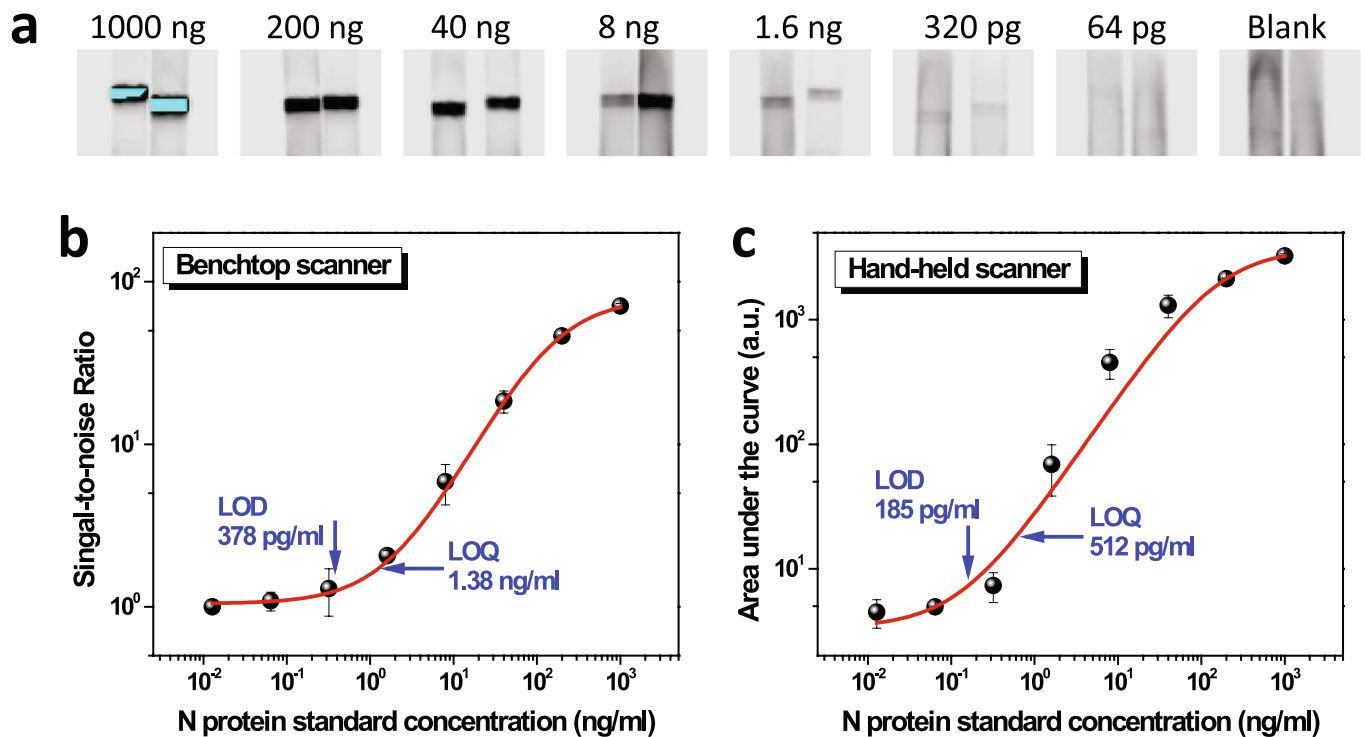 a
1000 ng 200 ng 40 ng 8 ng 1.6 ng 320 pg 64 pg Blank
b
Benchtop scanner
Singal-to-noise Ratio
10² 10¹ 10⁰
LOD
378 pg/ml
LOQ
1.38 ng/ml
10⁻² 10⁻¹ 10⁰ 10¹ 10² 10³
N protein standard concentration (ng/ml)
c
Hand-held scanner
Area under the curve (a.u.)
10³ 10² 10¹
LOD
185 pg/ml
LOQ
512 pg/ml
10⁻² 10⁻¹ 10⁰ 10¹ 10² 10³
N protein standard concentration (ng/ml)